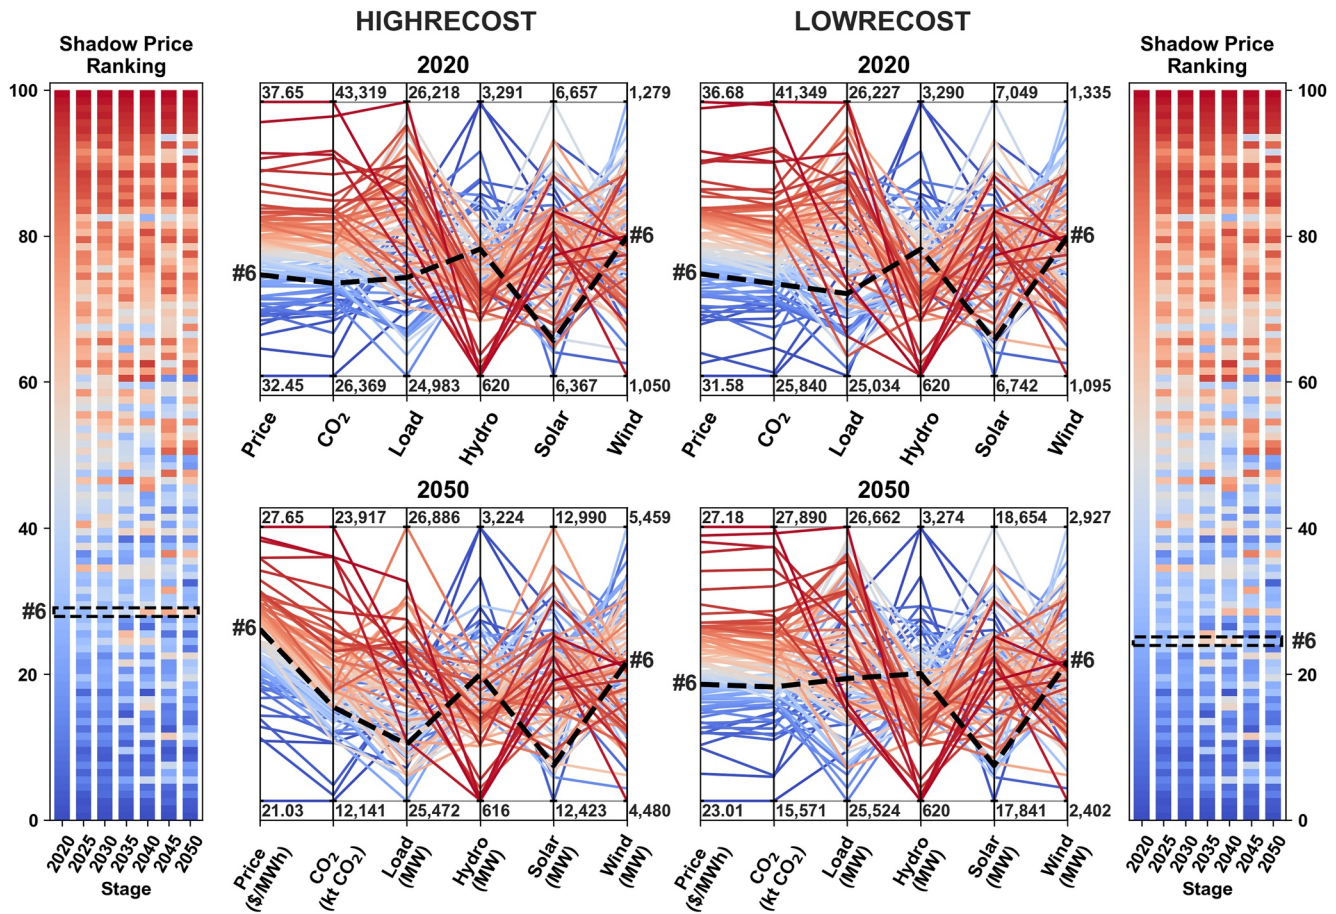 HIGHRECOST
LOWRECOST
Shadow Price
Ranking
100
80
60
40
20
0
#6
2020
2025
2030
2035
2040
2045
2050
Stage
2020
37.65
43,319
26,218
3,291
6,657
1,279
#6
#6
32.45
26,369
24,983
620
6,367
1,050
Price
CO2
Load
Hydro
Solar
Wind
2020
36.68
41,349
26,227
3,290
7,049
1,335
#6
#6
31.58
25,840
25,034
620
6,742
1,095
Price
CO2
Load
Hydro
Solar
Wind
2050
27.65
23,917
26,886
3,224
12,990
5,459
#6
#6
21.03
12,141
25,472
616
12,423
4,480
Price
($/MWh)
CO2
(kt CO2)
Load
(MW)
Hydro
(MW)
Solar
(MW)
Wind
(MW)
2050
27.18
27,890
26,662
3,274
18,654
2,927
#6
#6
23.01
15,571
25,524
620
17,841
2,402
Price
($/MWh)
CO2
(kt CO2)
Load
(MW)
Hydro
(MW)
Solar
(MW)
Wind
(MW)
Shadow Price
Ranking
100
80
60
40
20
0
#6
2020
2025
2030
2035
2040
2045
2050
Stage